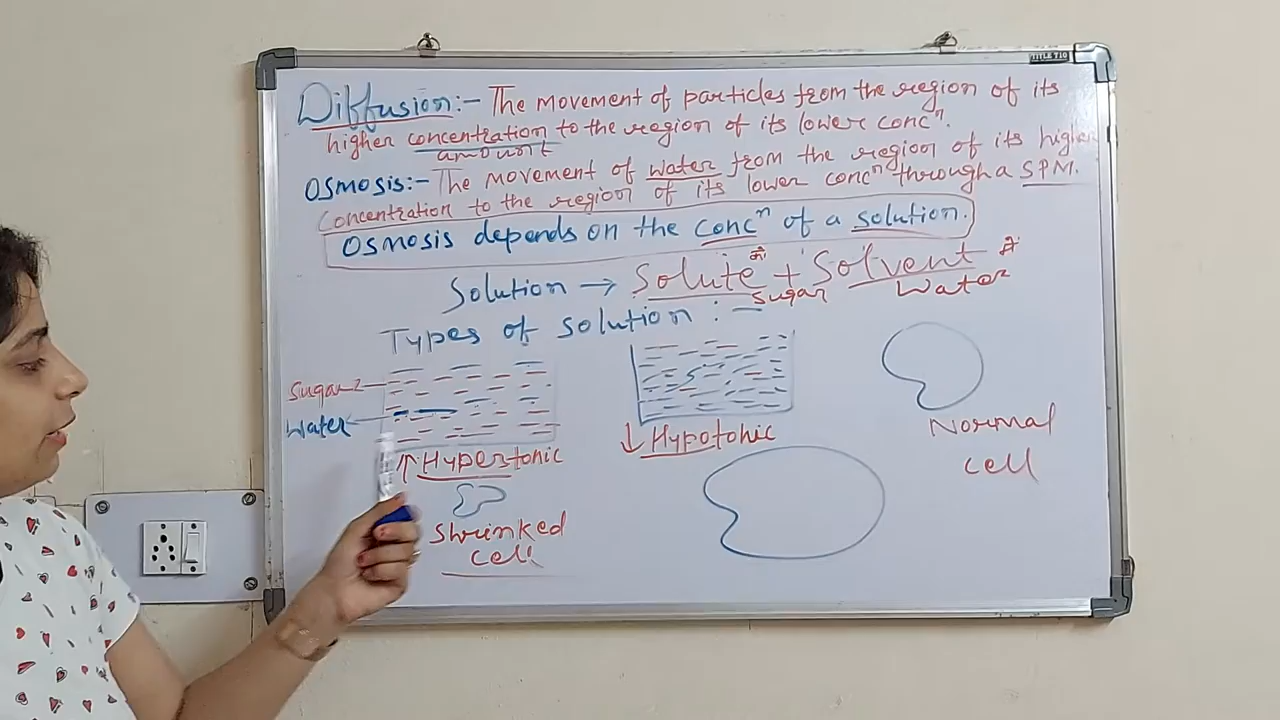 TITLE TIC
Diffusion:- The movement of particles from the region of its
higher concentration to the region of its lower concⁿ.
amount
Osmosis:- The movement of water from the region of its higher
concentration to the region of its lower concⁿ through a SPM.
Osmosis depends on the concⁿ of a solution.
Solution → Solute को + Solvent में
Sugar Water
Types of solution :-
Sugar
Water
↑ Hypertonic
↓ Hypotonic
Normal
cell
Shrinked
cell